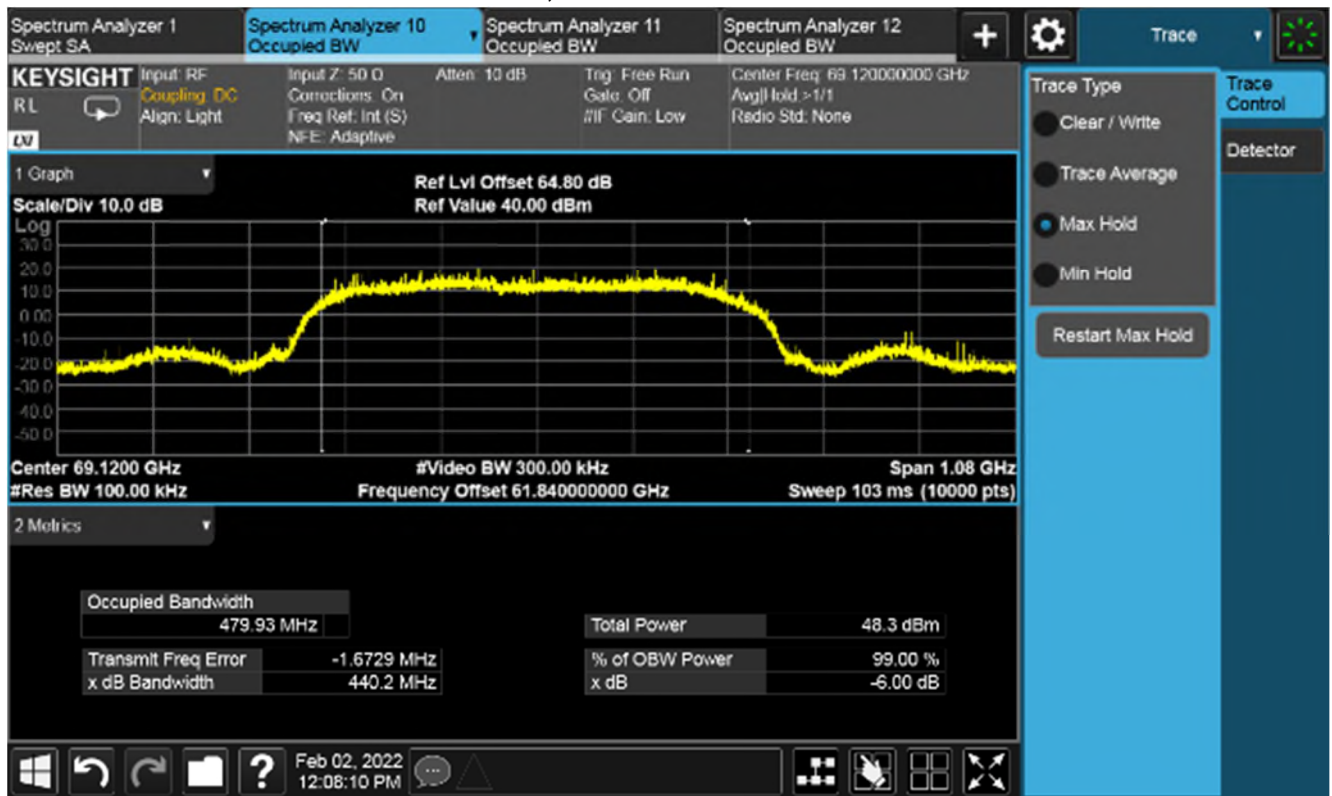 Spectrum Analyzer 1
Swept SA
Spectrum Analyzer 10
Occupied BW
Spectrum Analyzer 11
Occupied BW
Spectrum Analyzer 12
Occupied BW
+
Trace
KEYSIGHT
RL
LXI
Input: RF
Coupling: DC
Align: Light
Input Z: 50 Ω
Corrections: On
Freq Ref: Int (S)
NFE: Adaptive
Atten: 10 dB
Trig: Free Run
Gate: Off
#IF Gain: Low
Center Freq: 69.120000000 GHz
Avg|Hold:>1/1
Radio Std: None
Trace Type
Clear / Write
Trace Average
Max Hold
Min Hold
Restart Max Hold
Trace
Control
Detector
1 Graph
Scale/Div 10.0 dB
Ref Lvl Offset 64.80 dB
Ref Value 40.00 dBm
Log
30.0
20.0
10.0
0.00
-10.0
-20.0
-30.0
-40.0
-50.0
Center 69.1200 GHz
#Video BW 300.00 kHz
Span 1.08 GHz
#Res BW 100.00 kHz
Frequency Offset 61.840000000 GHz
Sweep 103 ms (10000 pts)
2 Metrics
Occupied Bandwidth
479.93 MHz
Total Power 48.3 dBm
Transmit Freq Error -1.6729 MHz
% of OBW Power 99.00 %
x dB Bandwidth 440.2 MHz
x dB -6.00 dB
?
Feb 02, 2022
12:08:10 PM